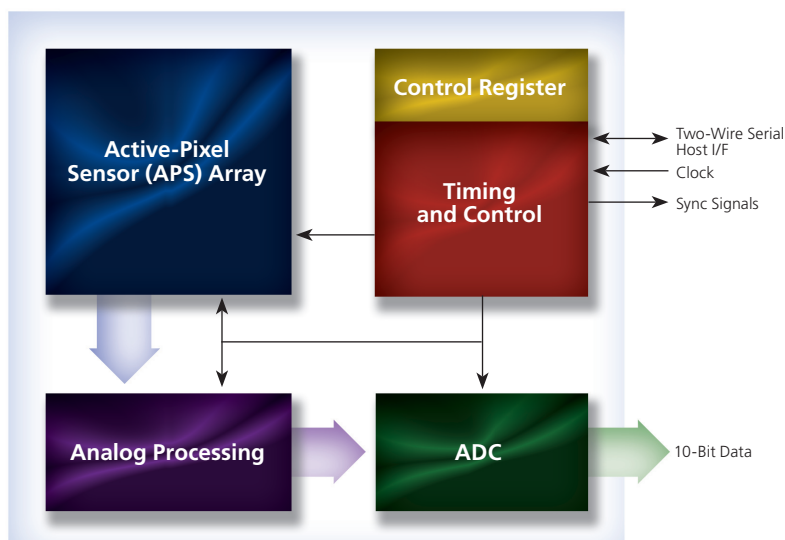 Active-Pixel
Sensor (APS) Array
Control Register
Timing
and Control
Two-Wire Serial
Host I/F
Clock
Sync Signals
Analog Processing
ADC
10-Bit Data